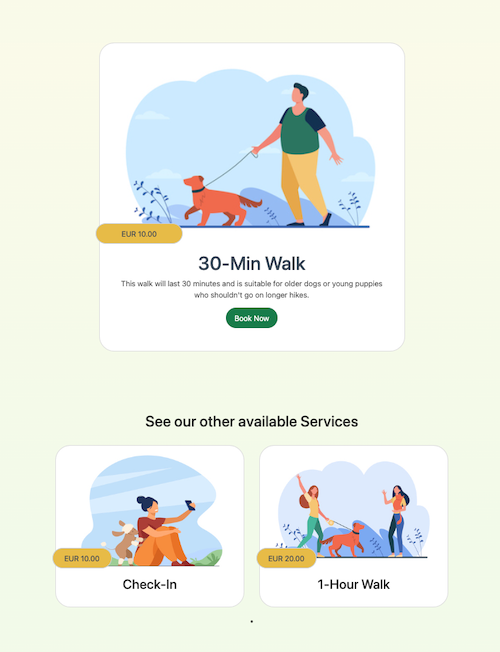 EUR 10.00
30-Min Walk
This walk will last 30 minutes and is suitable for older dogs or young puppies
who shouldn't go on longer hikes.
Book Now
See our other available Services
EUR 10.00
Check-In
EUR 20.00
1-Hour Walk